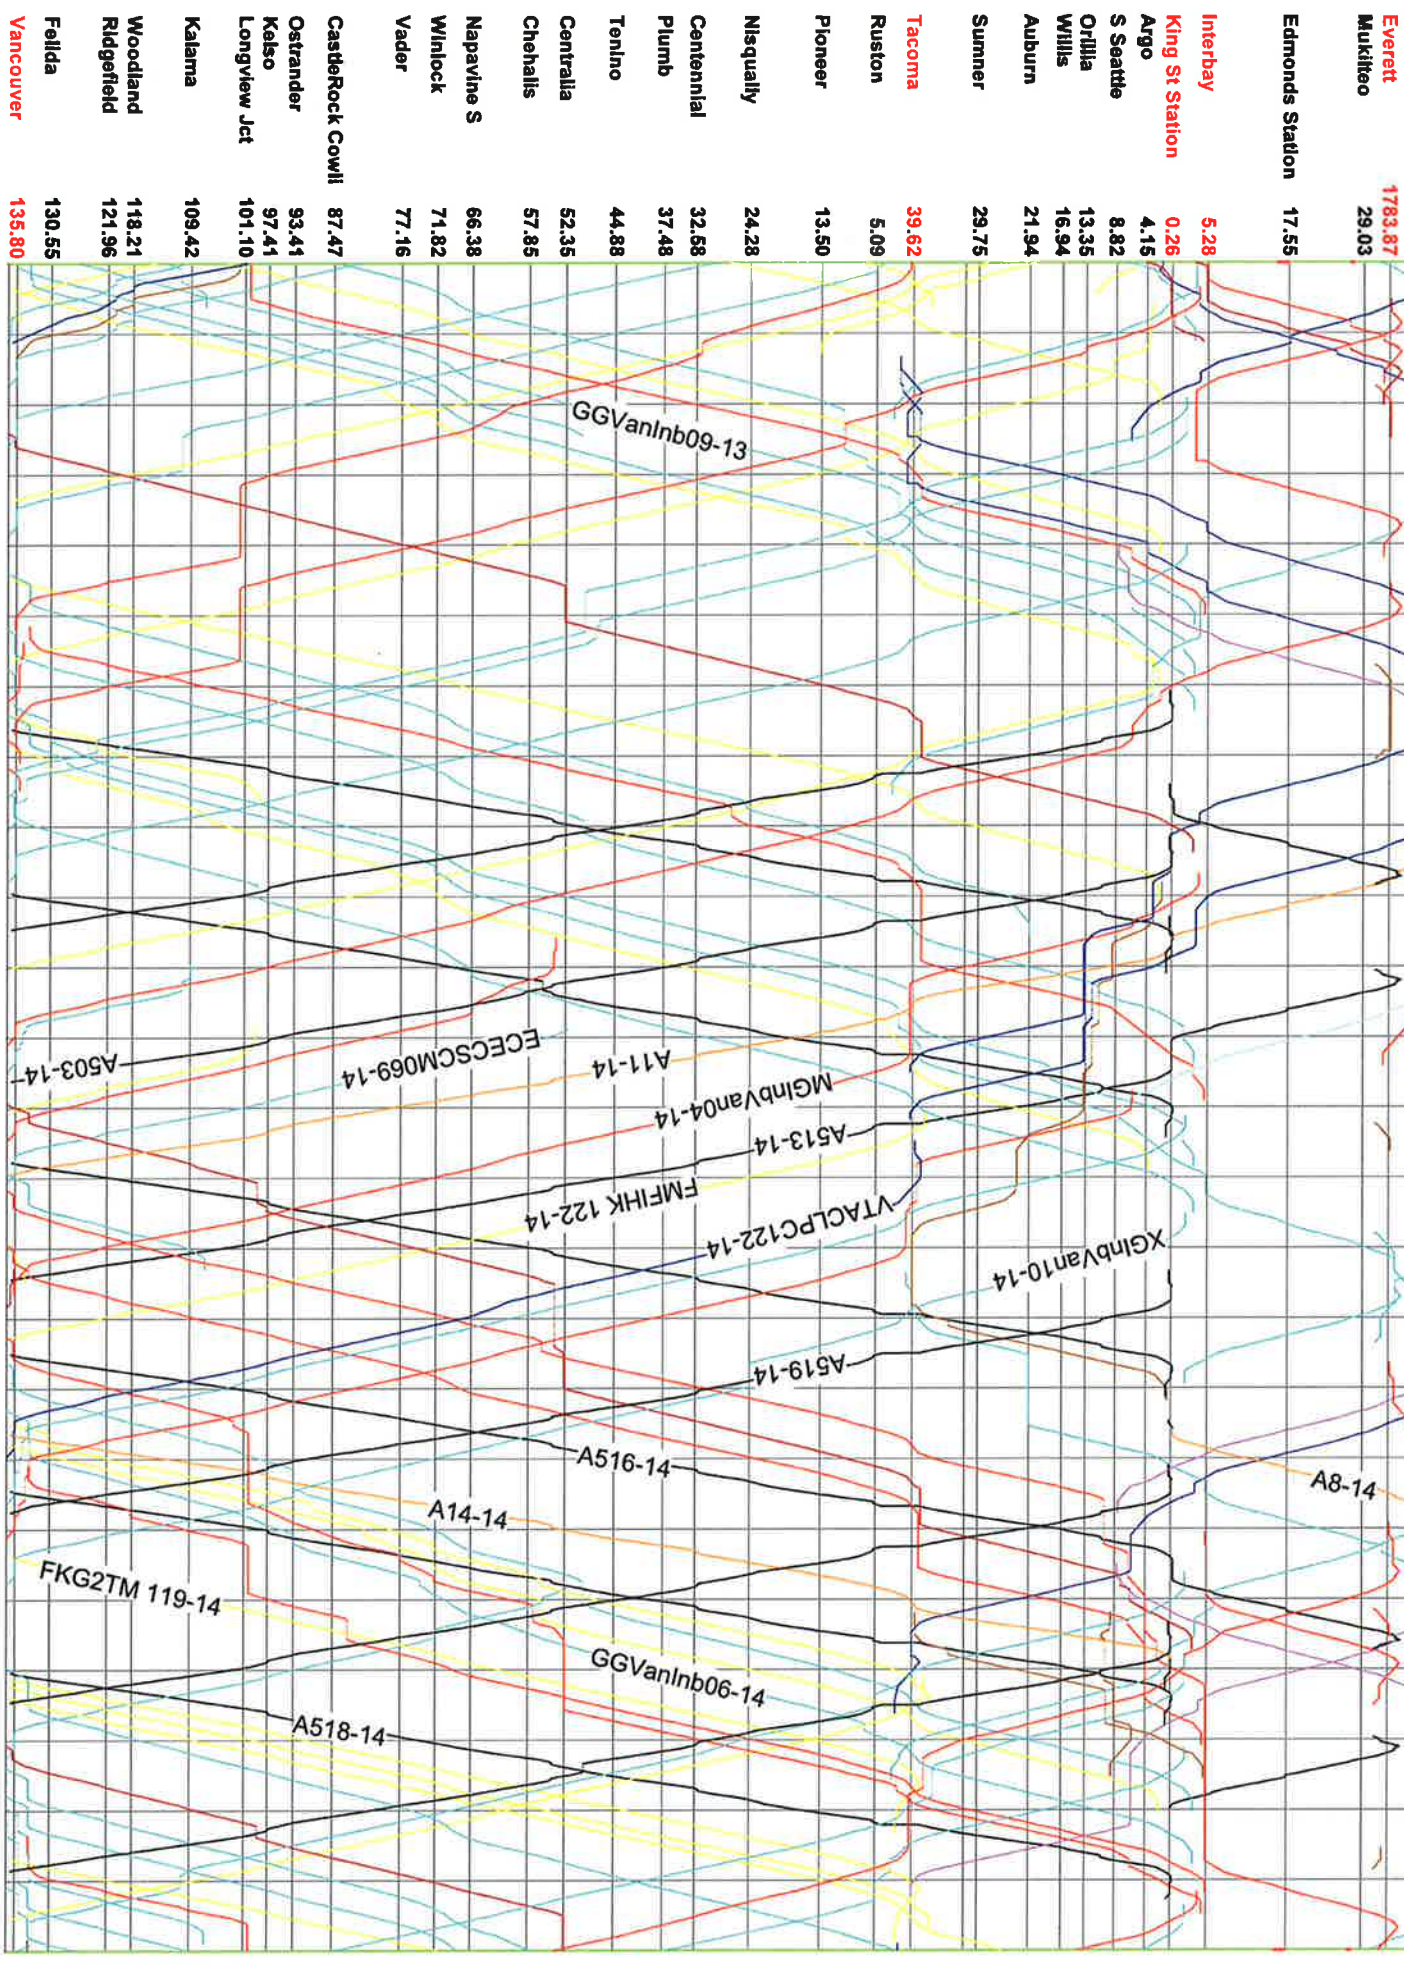 Everett 1783.87
Mukilteo 29.03
Edmonds Station 17.55
Interbay 5.28
King St Station 0.26
Argo 4.15
S Seattle 8.82
Orillia 13.35
Willis 16.94
Auburn 21.94
Sumner 29.75
Tacoma 39.62
Ruston 5.09
Pioneer 13.50
Nisqually 24.28
Centennial 32.58
Plumb 37.48
Tenino 44.88
Centralia 52.35
Chehalis 57.85
Napavine S 66.38
Winlock 71.82
Vader 77.16
CastleRock Cowli 87.47
Ostrander 93.41
Kelso 97.41
Longview Jct 101.10
Kalama 109.42
Woodland 118.21
Ridgefield 121.96
Felida 130.55
Vancouver 135.80
GGVanInb09-13
A503-14
ECECSCM069-14
A11-14
MGInbVan04-14
A513-14
FMFIHK 122-14
VTACLPC122-14
XGInbVan10-14
A519-14
A516-14
A8-14
A14-14
FKG2TM 119-14
GGVanInb06-14
A518-14